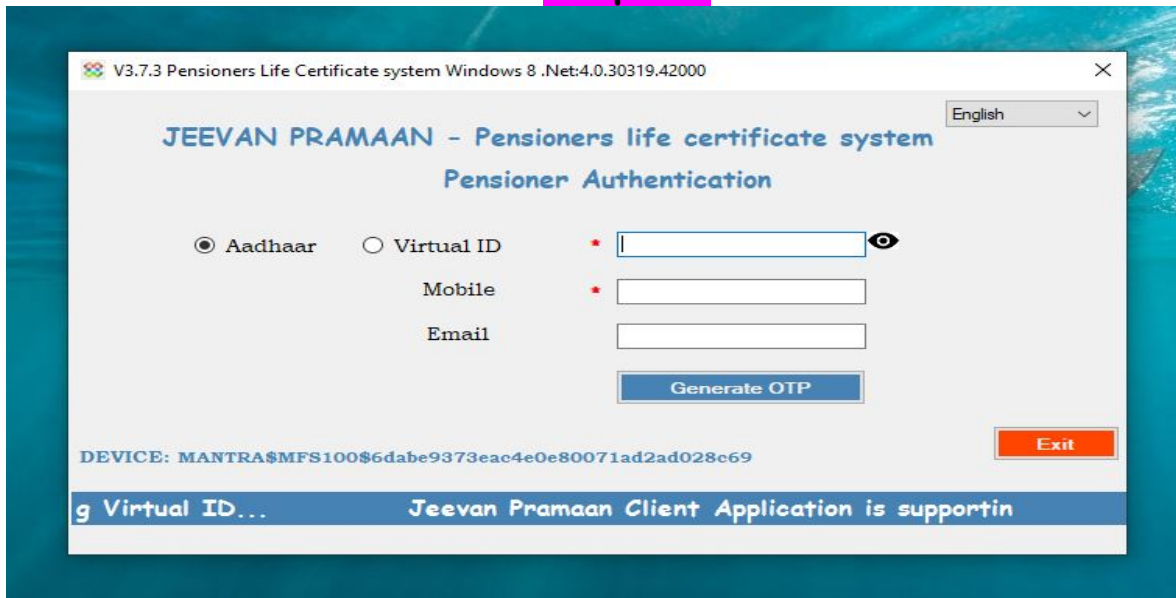 V3.7.3 Pensioners Life Certificate system Windows 8 .Net:4.0.30319.42000
English
JEEVAN PRAMAAN - Pensioners life certificate system
Pensioner Authentication
Aadhaar Virtual ID *
Mobile *
Email
Generate OTP
Exit
DEVICE: MANTRA$MFS100$6dabe9373eac4e0e80071ad2ad028c69
g Virtual ID... Jeevan Pramaan Client Application is supportin